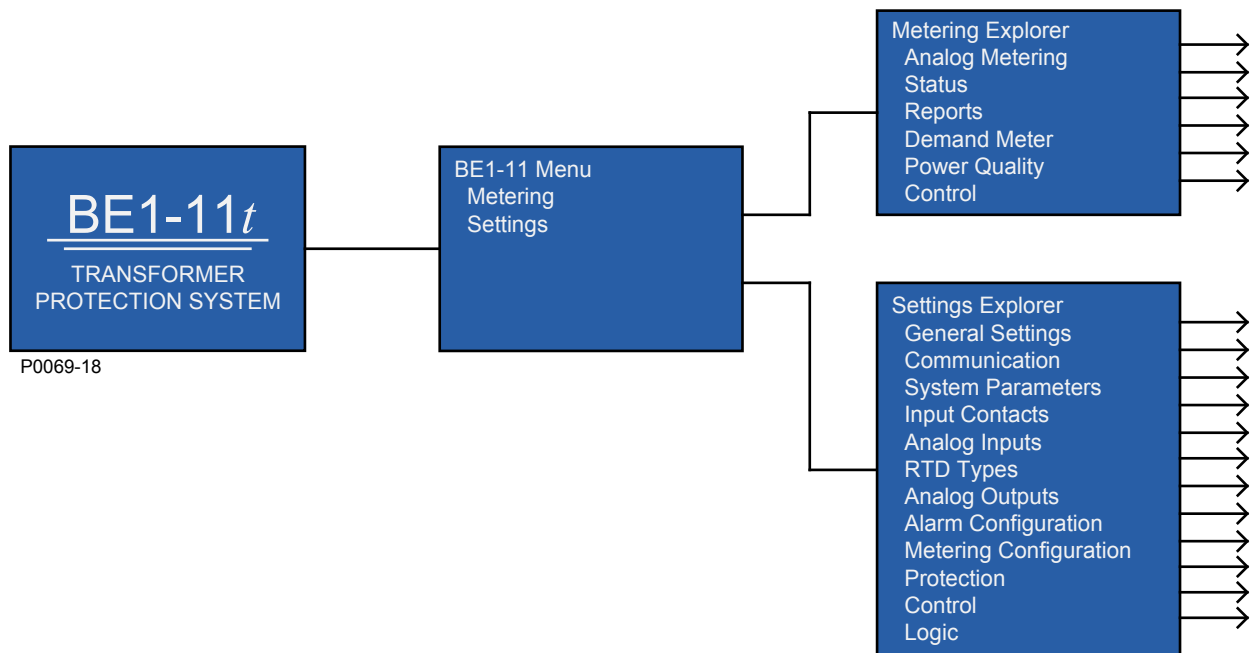 BE1-11t
TRANSFORMER
PROTECTION SYSTEM
P0069-18
BE1-11 Menu
Metering
Settings
Metering Explorer
Analog Metering
Status
Reports
Demand Meter
Power Quality
Control
Settings Explorer
General Settings
Communication
System Parameters
Input Contacts
Analog Inputs
RTD Types
Analog Outputs
Alarm Configuration
Metering Configuration
Protection
Control
Logic